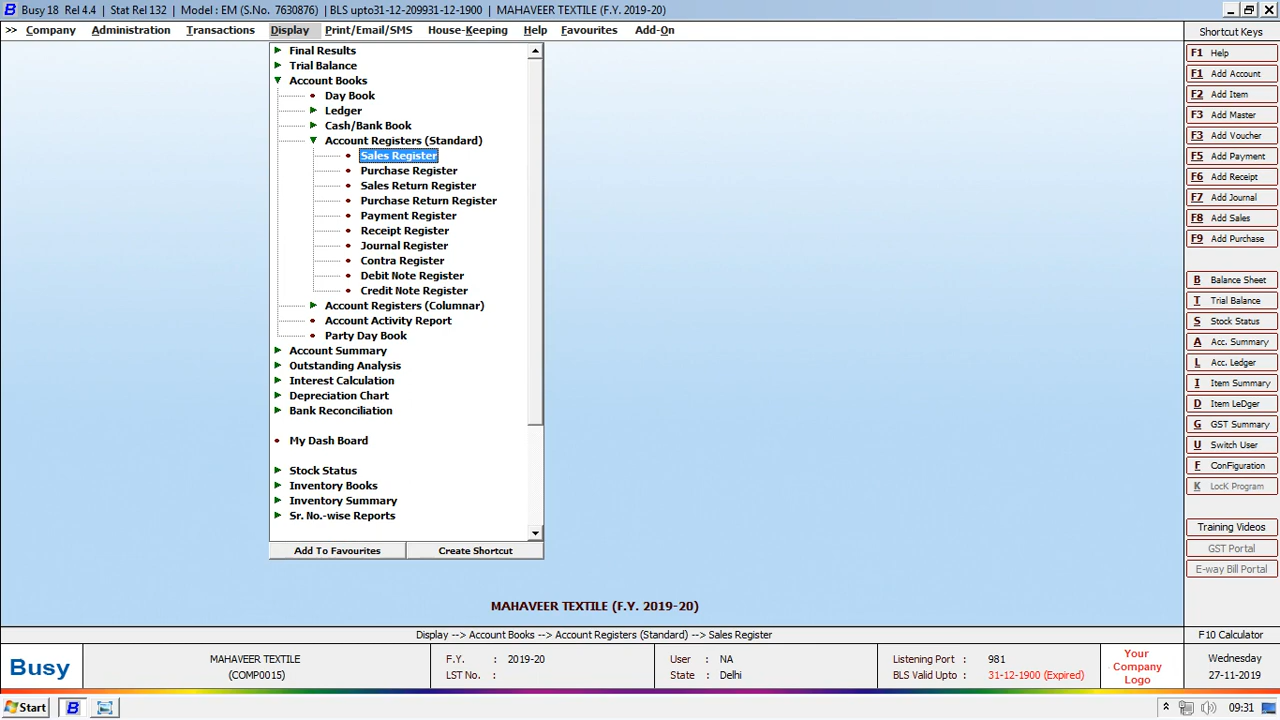 Busy 18 Rel 4.4 | Stat Rel 132 | Model : EM (S.No. 7630876) | BLS upto31-12-209931-12-1900 | MAHAVEER TEXTILE (F.Y. 2019-20)
>> Company Administration Transactions Display Print/Email/SMS House-Keeping Help Favourites Add-On
Final Results
Trial Balance
Account Books
Day Book
Ledger
Cash/Bank Book
Account Registers (Standard)
Sales Register
Purchase Register
Sales Return Register
Purchase Return Register
Payment Register
Receipt Register
Journal Register
Contra Register
Debit Note Register
Credit Note Register
Account Registers (Columnar)
Account Activity Report
Party Day Book
Account Summary
Outstanding Analysis
Interest Calculation
Depreciation Chart
Bank Reconciliation
My Dash Board
Stock Status
Inventory Books
Inventory Summary
Sr. No.-wise Reports
Add To Favourites Create Shortcut
Shortcut Keys
F1 Help
F1 Add Account
F2 Add Item
F3 Add Master
F3 Add Voucher
F5 Add Payment
F6 Add Receipt
F7 Add Journal
F8 Add Sales
F9 Add Purchase
B Balance Sheet
T Trial Balance
S Stock Status
A Acc. Summary
L Acc. Ledger
I Item Summary
D Item LeDger
G GST Summary
U Switch User
F ConFiguration
K LocK Program
Training Videos
GST Portal
E-way Bill Portal
MAHAVEER TEXTILE (F.Y. 2019-20)
Display --> Account Books --> Account Registers (Standard) --> Sales Register
F10 Calculator
Busy
MAHAVEER TEXTILE
(COMP0015)
F.Y. : 2019-20
LST No. :
User : NA
State : Delhi
Listening Port : 981
BLS Valid Upto : 31-12-1900 (Expired)
Your
Company
Logo
Wednesday
27-11-2019
Start
B
09:31